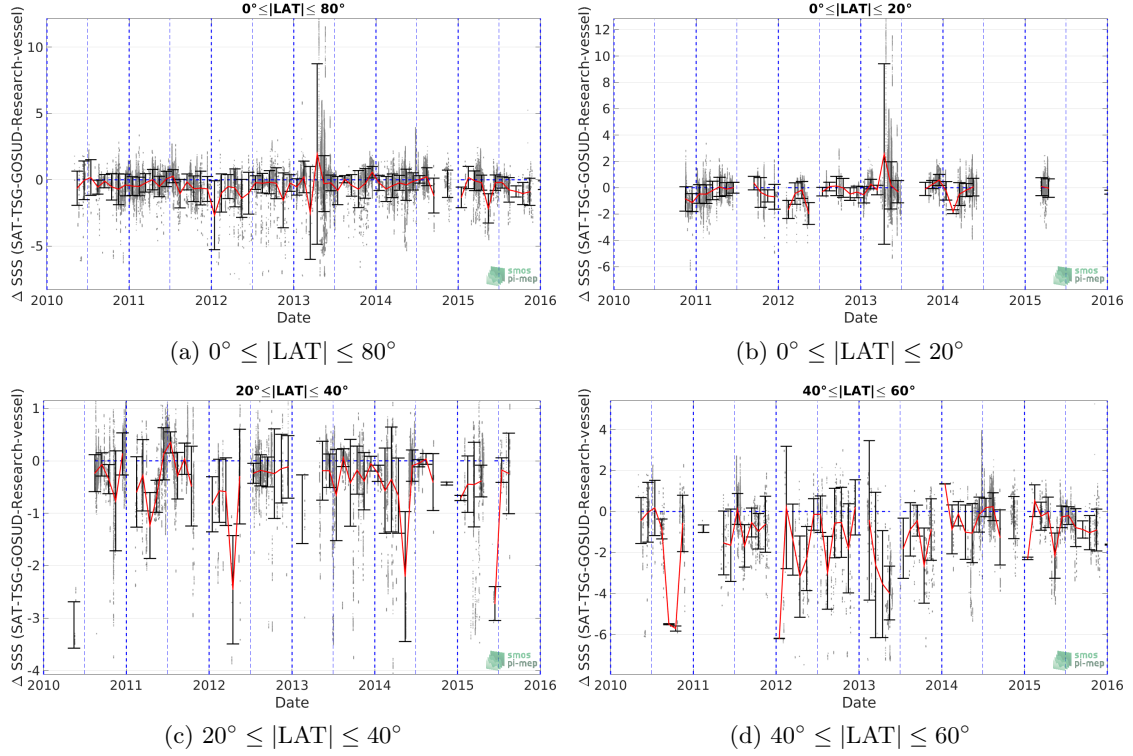 0°≤|LAT|≤ 80°
Δ SSS (SAT-TSG-GOSUD-Research-vessel)
10
5
0
-5
smos
pi-mep
2010 2011 2012 2013 2014 2015 2016
Date
(a) 0° ≤ |LAT| ≤ 80°
0°≤|LAT|≤ 20°
Δ SSS (SAT-TSG-GOSUD-Research-vessel)
12
10
8
6
4
2
0
-2
-4
-6
smos
pi-mep
2010 2011 2012 2013 2014 2015 2016
Date
(b) 0° ≤ |LAT| ≤ 20°
20°≤|LAT|≤ 40°
Δ SSS (SAT-TSG-GOSUD-Research-vessel)
1
0
-1
-2
-3
-4
smos
pi-mep
2010 2011 2012 2013 2014 2015 2016
Date
(c) 20° ≤ |LAT| ≤ 40°
40°≤|LAT|≤ 60°
Δ SSS (SAT-TSG-GOSUD-Research-vessel)
4
2
0
-2
-4
-6
smos
pi-mep
2010 2011 2012 2013 2014 2015 2016
Date
(d) 40° ≤ |LAT| ≤ 60°